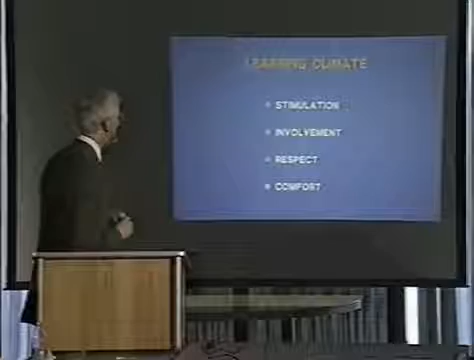 LEARNING CLIMATE
STIMULATION
INVOLVEMENT
RESPECT
COMFORT